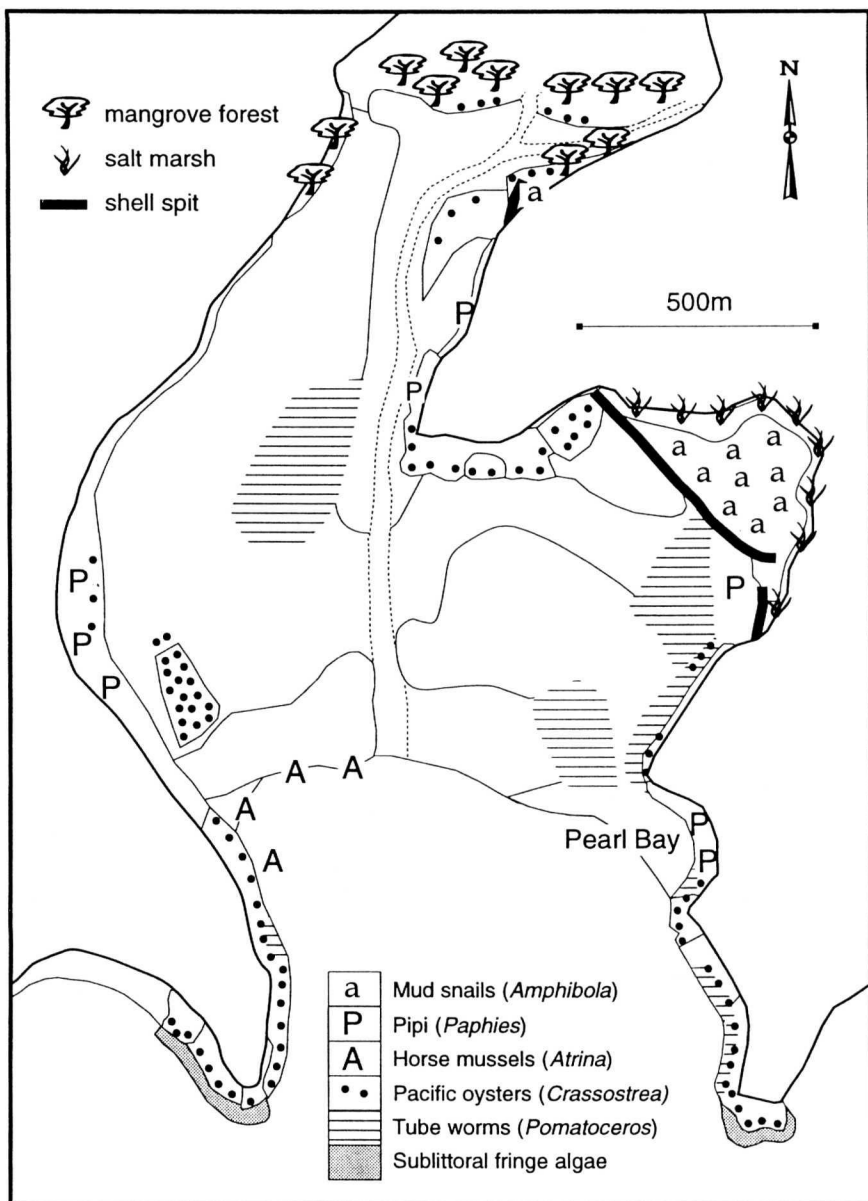 mangrove forest
salt marsh
shell spit
N
a
500m
P
P
a
a
a
a
a
a
a
a
a
P
P
P
P
A
A
A
A
Pearl Bay
P
P
a Mud snails (Amphibola)
P Pipi (Paphies)
A Horse mussels (Atrina)
Pacific oysters (Crassostrea)
Tube worms (Pomatoceros)
Sublittoral fringe algae